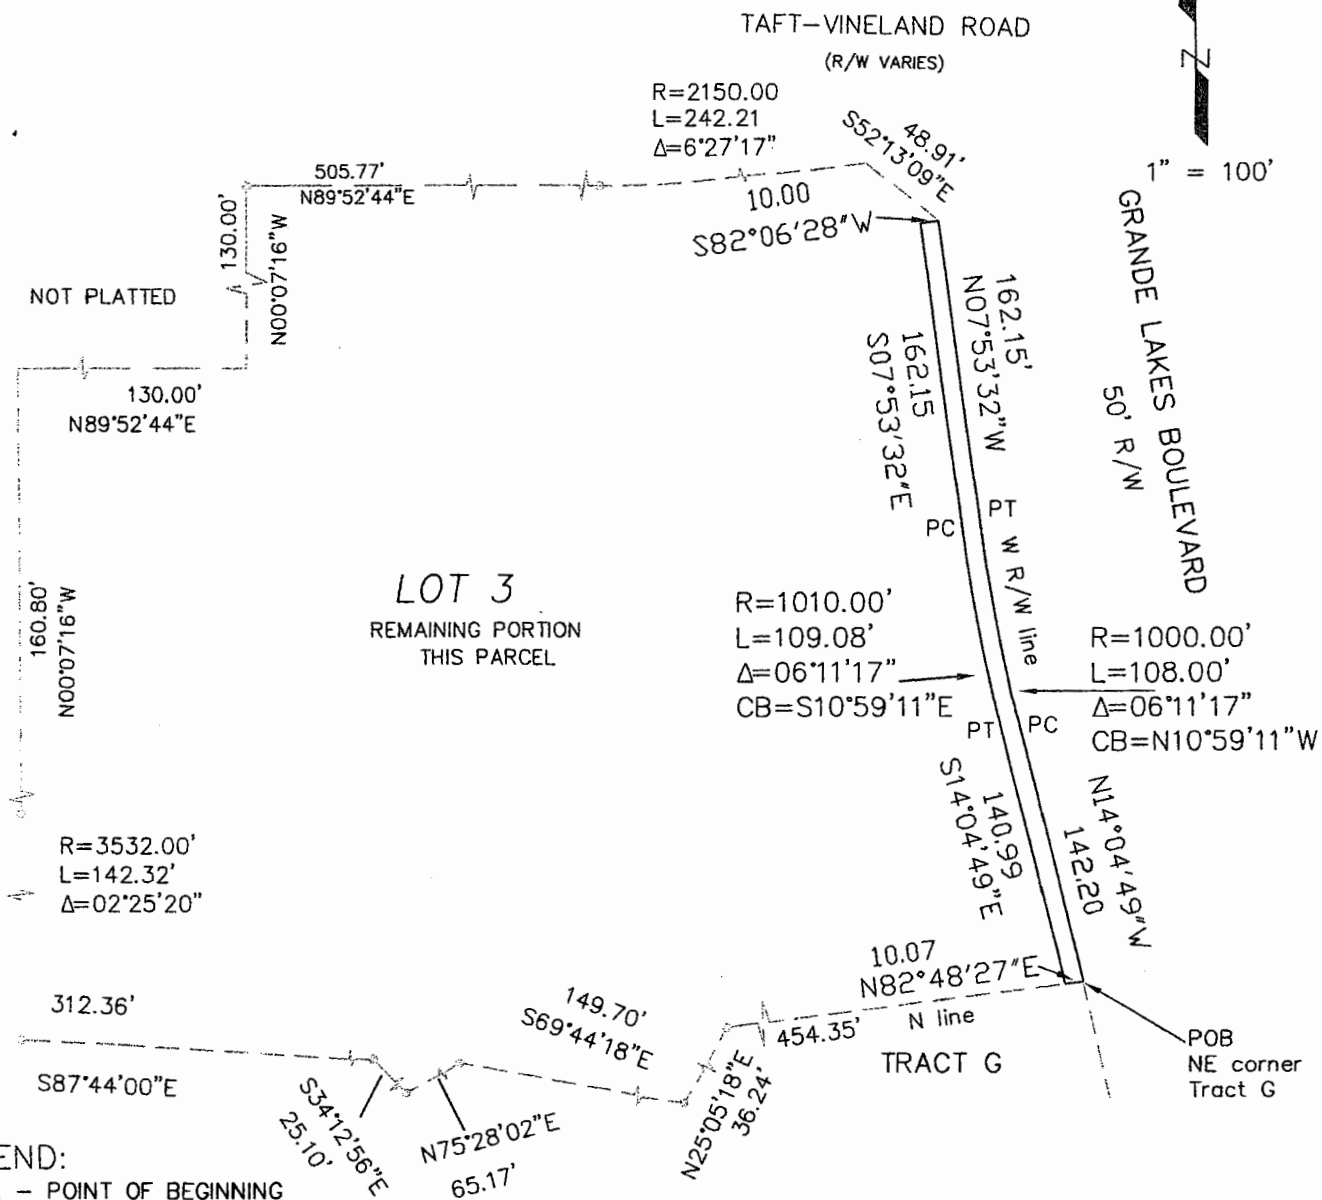 TAFT-VINELAND ROAD
(R/W VARIES)
R=2150.00
L=242.21
Δ=6°27'17"
48.91'
S52°13'09"E
Z
1" = 100'
505.77'
N89°52'44"E
10.00
S82°06'28"W
130.00'
N00°07'16"W
NOT PLATTED
130.00'
N89°52'44"E
GRANDE LAKES BOULEVARD
50' R/W
162.15'
N07°53'32"W
162.15
S07°53'32"E
PC
PT
W R/W line
160.80'
N00°07'16"W
LOT 3
REMAINING PORTION
THIS PARCEL
R=1010.00'
L=109.08'
Δ=06°11'17"
CB=S10°59'11"E
R=1000.00'
L=108.00'
Δ=06°11'17"
CB=N10°59'11"W
PT
PC
140.99
S14°04'49"E
N14°04'49"W
142.20
R=3532.00'
L=142.32'
Δ=02°25'20"
10.07
N82°48'27"E
312.36'
S87°44'00"E
149.70'
S69°44'18"E
454.35'
N line
TRACT G
POB
NE corner
Tract G
S34°12'56"E
25.10'
N75°28'02"E
65.17'
N25°05'18"E
36.24'
END:
- POINT OF BEGINNING